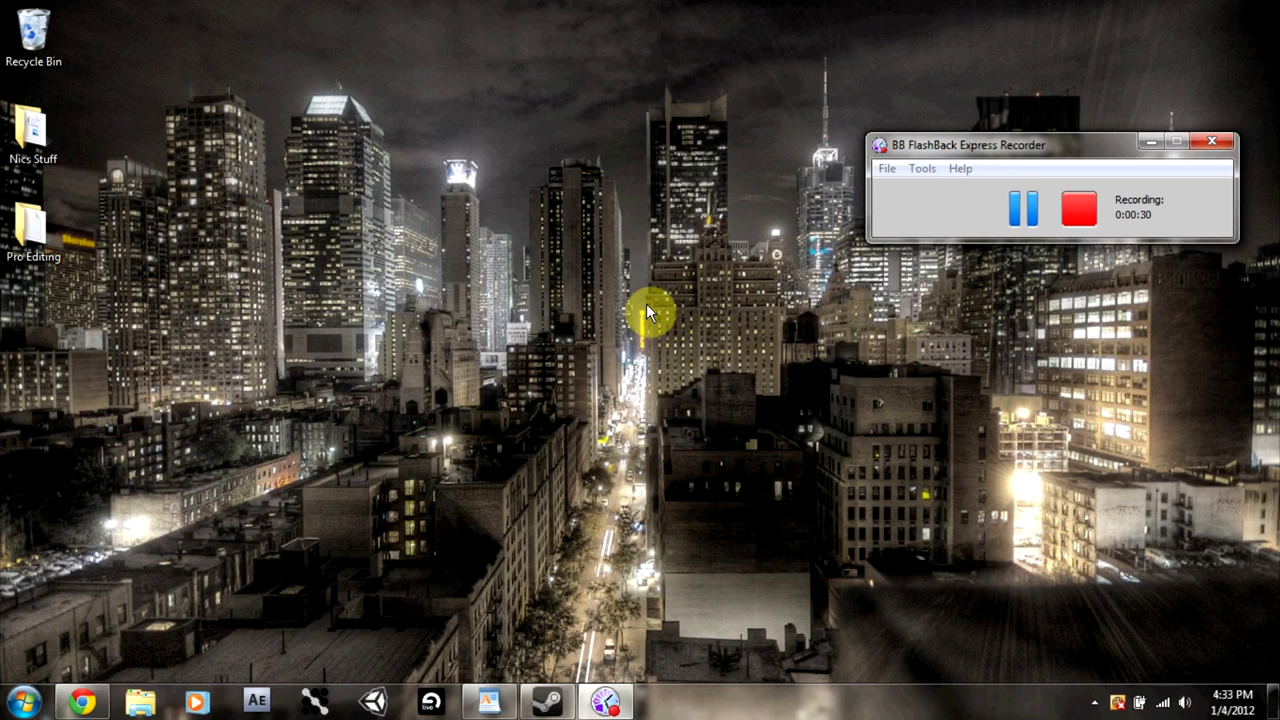 Recycle Bin
Nics Stuff
Pro Editing
BB FlashBack Express Recorder
File Tools Help
Recording:
0:00:30
AE
live
4:33 PM
1/4/2012